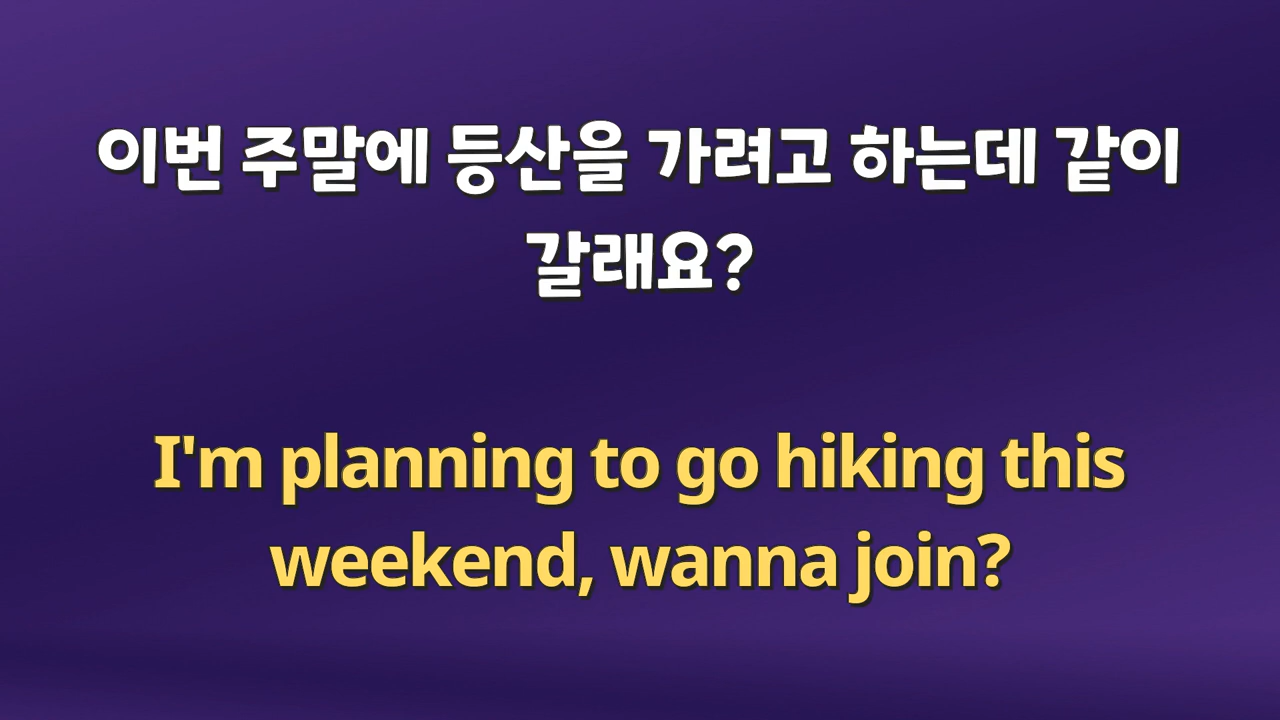 이번 주말에 등산을 가려고 하는데 같이
갈래요?
I'm planning to go hiking this
weekend, wanna join?